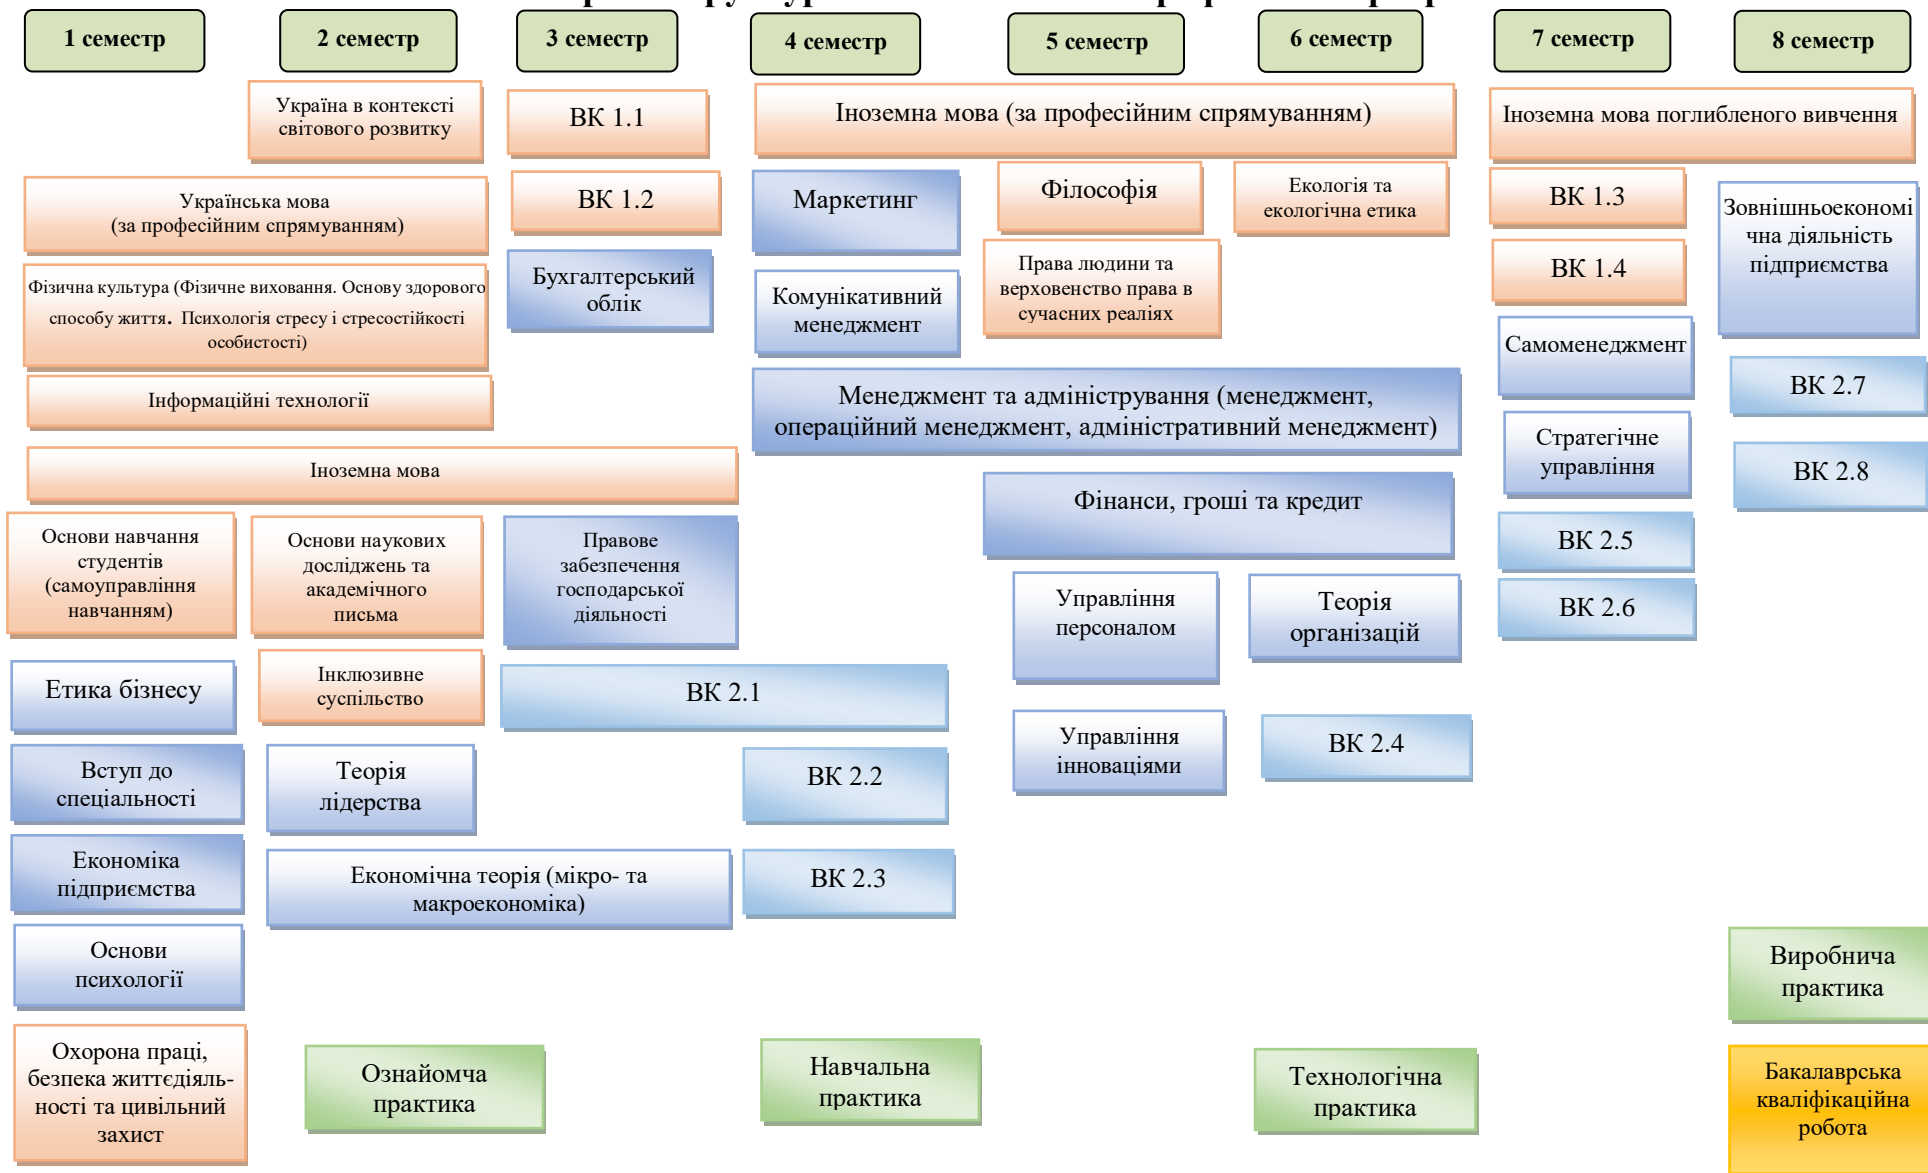 1 семестр
2 семестр
3 семестр
4 семестр
5 семестр
6 семестр
7 семестр
8 семестр
Україна в контексті
світового розвитку
ВК 1.1
Іноземна мова (за професійним спрямуванням)
Іноземна мова поглибленого вивчення
Українська мова
(за професійним спрямуванням)
ВК 1.2
Маркетинг
Філософія
Екологія та
екологічна етика
ВК 1.3
Зовнішньоекономі
чна діяльність
підприємства
Фізична культура (Фізичне виховання. Основу здорового
способу життя. Психологія стресу і стресостійкості
особистості)
Бухгалтерський
облік
Комунікативний
менеджмент
Права людини та
верховенство права в
сучасних реаліях
ВК 1.4
Самоменеджмент
Інформаційні технології
Менеджмент та адміністрування (менеджмент,
операційний менеджмент, адміністративний менеджмент)
ВК 2.7
Іноземна мова
Стратегічне
управління
ВК 2.8
Фінанси, гроші та кредит
Основи навчання
студентів
(самоуправління
навчанням)
Основи наукових
досліджень та
академічного
письма
Правове
забезпечення
господарської
діяльності
ВК 2.5
Управління
персоналом
Теорія
організацій
ВК 2.6
Етика бізнесу
Інклюзивне
суспільство
ВК 2.1
Управління
інноваціями
ВК 2.4
Вступ до
спеціальності
Теорія
лідерства
ВК 2.2
Економіка
підприємства
Економічна теорія (мікро- та
макроекономіка)
ВК 2.3
Основи
психології
Виробнича
практика
Охорона праці,
безпека життєдіяль-
ності та цивільний
захист
Ознайомча
практика
Навчальна
практика
Технологічна
практика
Бакалаврська
кваліфікаційна
робота